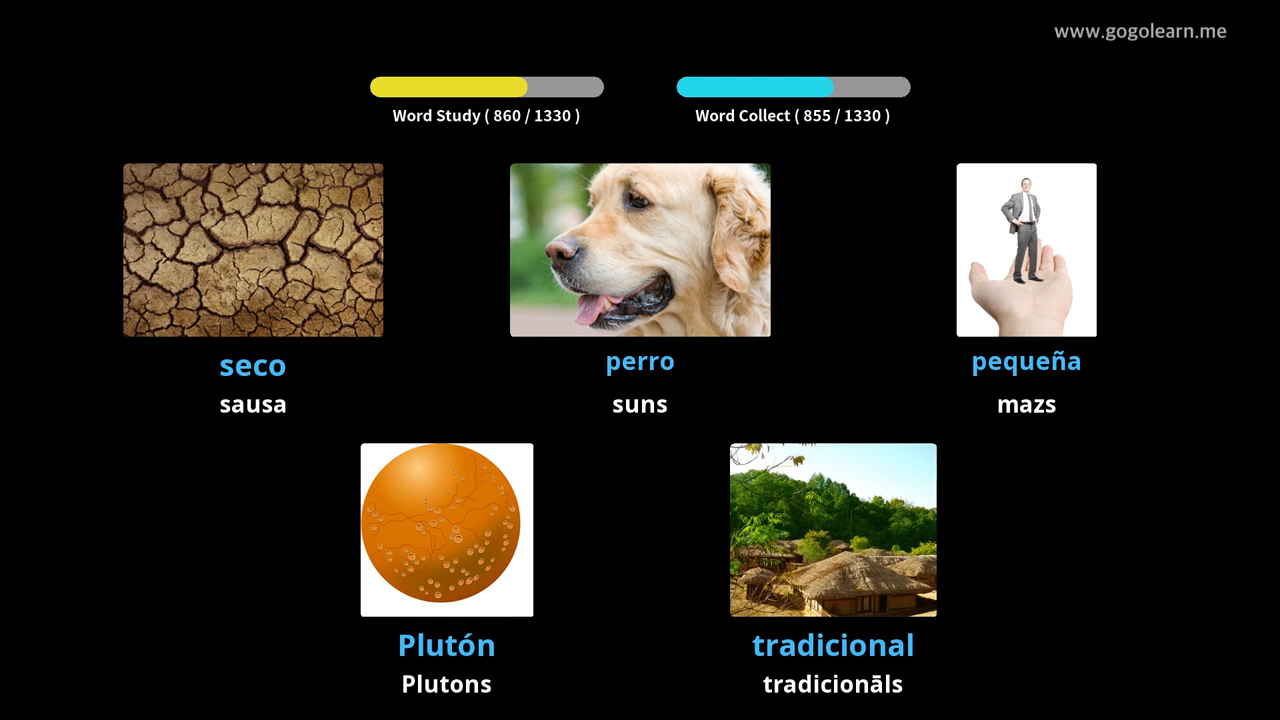 www.gogolearn.me
Word Study ( 860 / 1330 )
Word Collect ( 855 / 1330 )
seco
sausa
perro
suns
pequeña
mazs
Plutón
Plutons
tradicional
tradicionāls